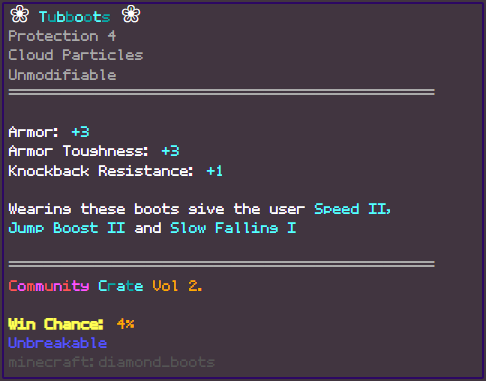 ❀ Tubboots ❀
Protection 4
Cloud Particles
Unmodifiable
Armor: +3
Armor Toughness: +3
Knockback Resistance: +1
Wearing these boots give the user Speed II,
Jump Boost II and Slow Falling I
Community Crate Vol 2.
Win Chance: 4%
Unbreakable
minecraft:diamond_boots